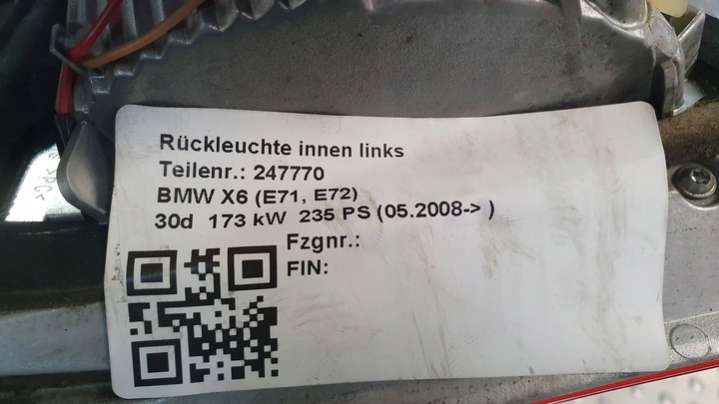 Rückleuchte innen links
Teilenr.: 247770
BMW X6 (E71, E72)
30d 173 kW 235 PS (05.2008-> )
Fzgnr.:
FIN: